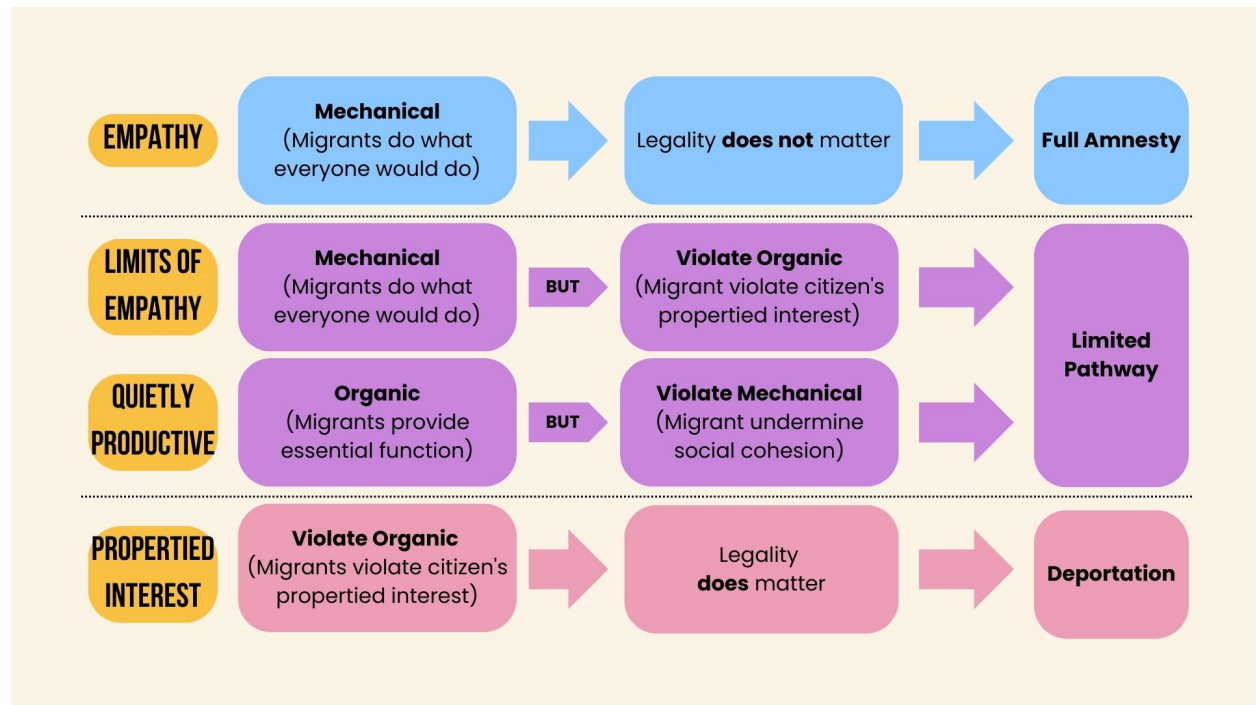 EMPATHY
Mechanical
(Migrants do what
everyone would do)
Legality does not matter
Full Amnesty
LIMITS OF
EMPATHY
Mechanical
(Migrants do what
everyone would do)
BUT
Violate Organic
(Migrant violate citizen's
propertied interest)
Limited
Pathway
QUIETLY
PRODUCTIVE
Organic
(Migrants provide
essential function)
BUT
Violate Mechanical
(Migrant undermine
social cohesion)
PROPERTIED
INTEREST
Violate Organic
(Migrants violate citizen's
propertied interest)
Legality
does matter
Deportation